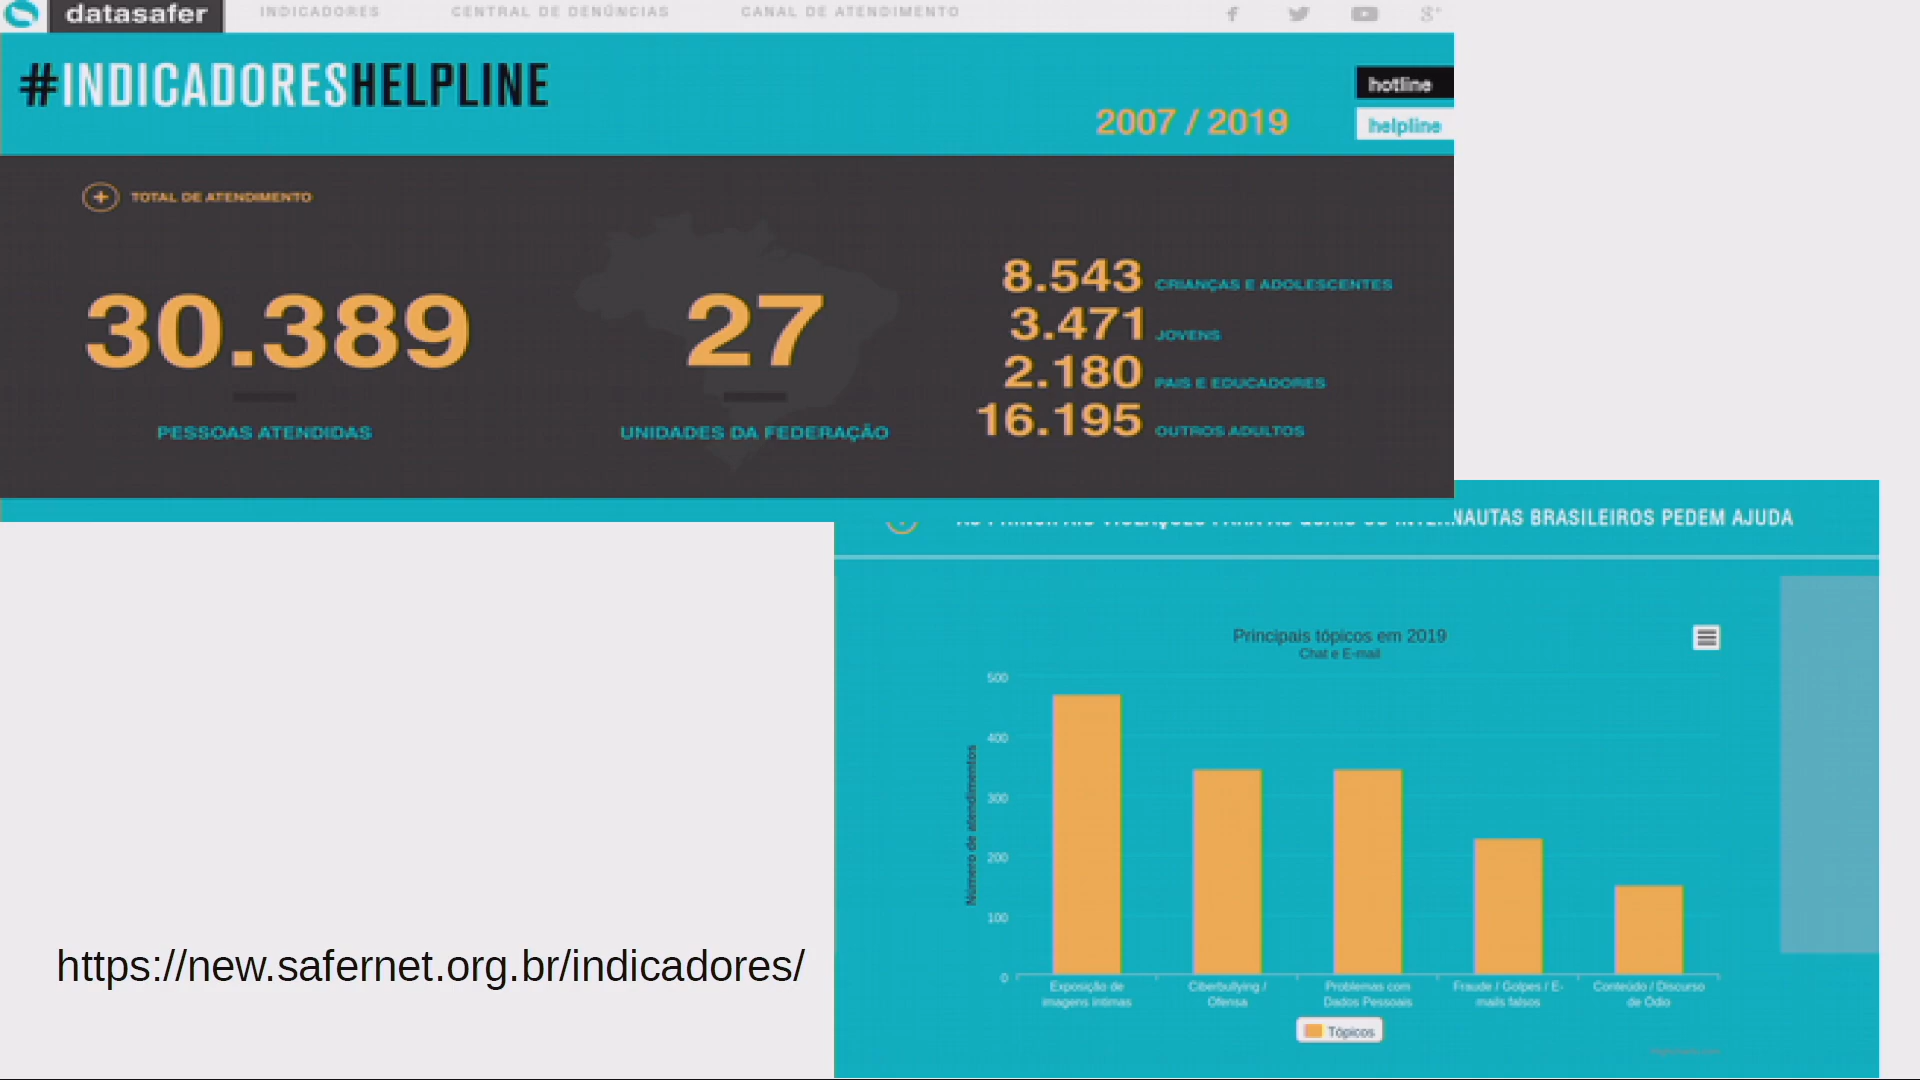 datasafer
INDICADORES
CENTRAL DE DENÚNCIAS
CANAL DE ATENDIMENTO
#INDICADORESHELPLINE
2007 / 2019
hotline
helpline
TOTAL DE ATENDIMENTO
30.389
PESSOAS ATENDIDAS
27
UNIDADES DA FEDERAÇÃO
8.543 CRIANÇAS E ADOLESCENTES
3.471 JOVENS
2.180 PAIS E EDUCADORES
16.195 OUTROS ADULTOS
BRASILEIROS PEDEM AJUDA
Principais tópicos em 2019
Chat e E-mail
Número de atendimentos
500
400
300
200
100
0
Exposição de
imagens íntimas
Ciberbullying /
Ofensa
Problemas com
Dados Pessoais
Fraude / Golpes / E-
mails falsos
Conteúdo / Discurso
de Ódio
Tópicos
https://new.safernet.org.br/indicadores/